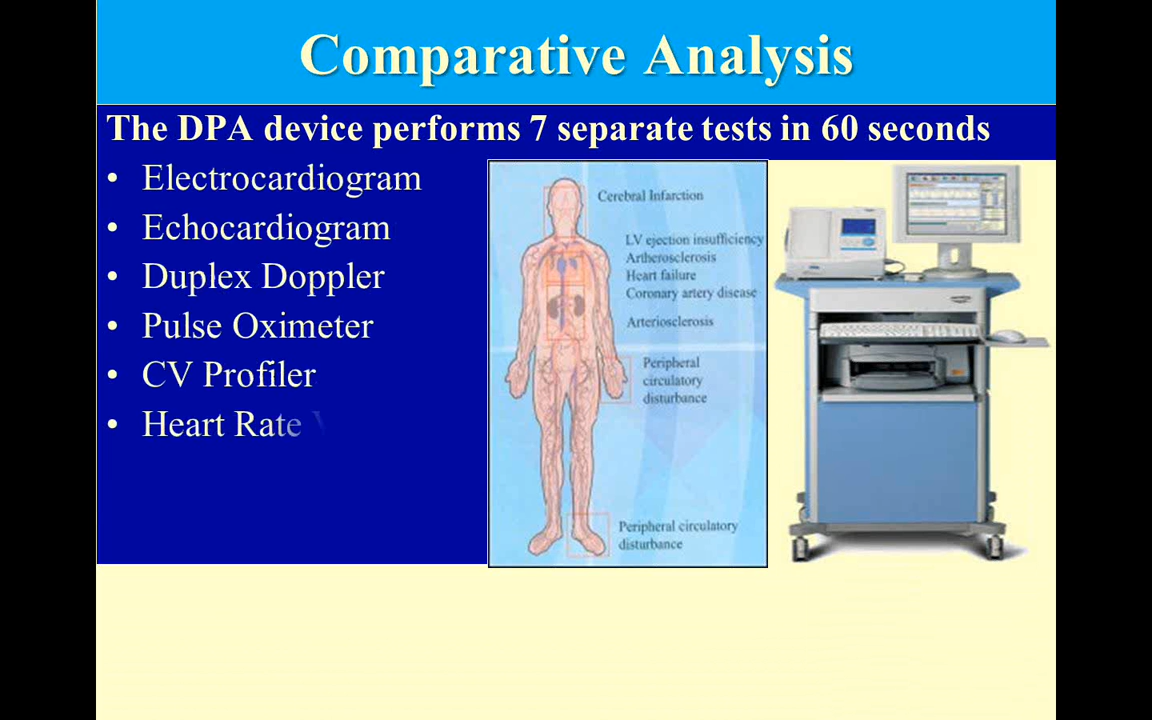 Comparative Analysis
The DPA device performs 7 separate tests in 60 seconds
• Electrocardiogram
• Echocardiogram
• Duplex Doppler
• Pulse Oximeter
• CV Profiler
• Heart Rate V
Cerebral Infarction
LV ejection insufficiency
Artherosclerosis
Heart failure
Coronary artery disease
Arteriosclerosis
Peripheral
circulatory
disturbance
Peripheral circulatory
disturbance